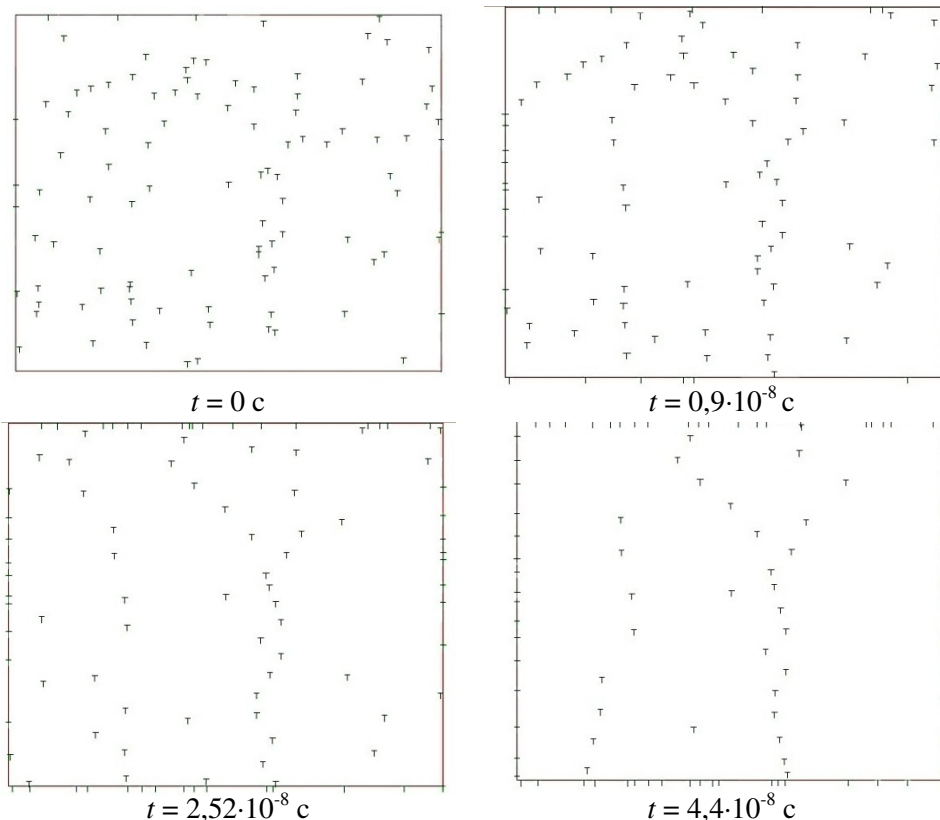 t = 0 c
t = 0,9·10⁻⁸ c
t = 2,52·10⁻⁸ c
t = 4,4·10⁻⁸ c